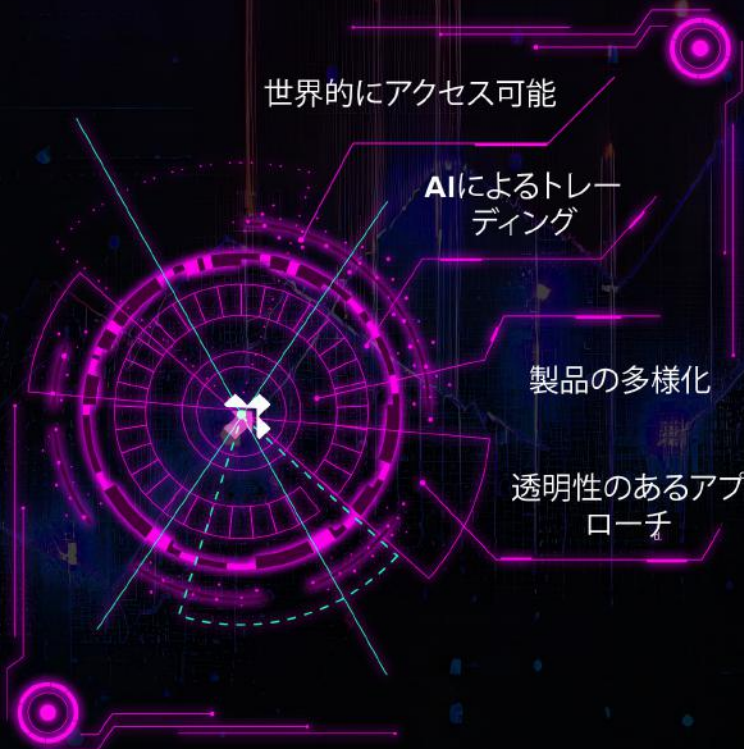 世界的にアクセス可能
AIによるトレー
ディング
製品の多様化
透明性のあるアプ
ローチ